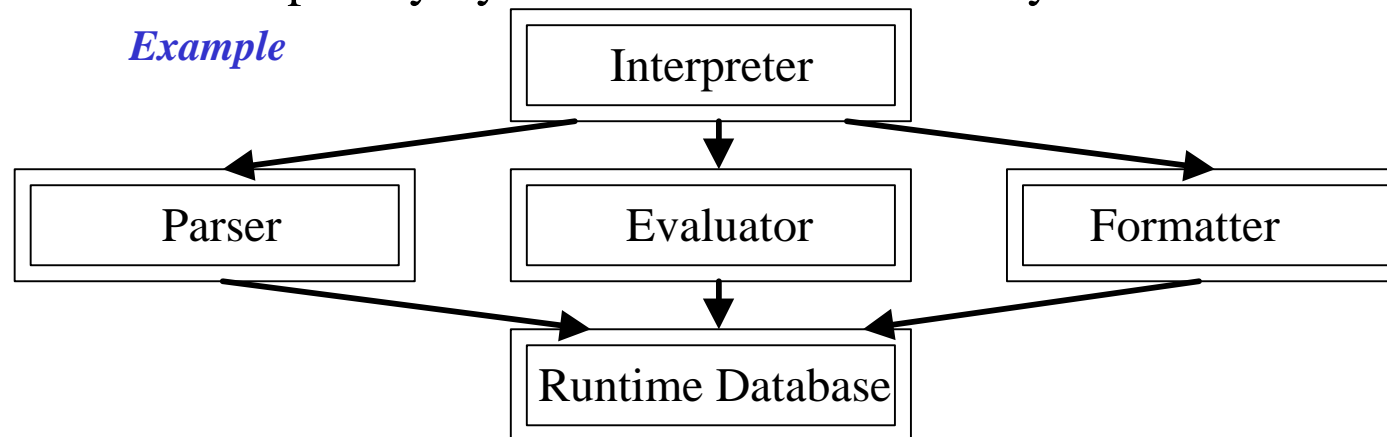 Example
Interpreter
Parser
Evaluator
Formatter
Runtime Database